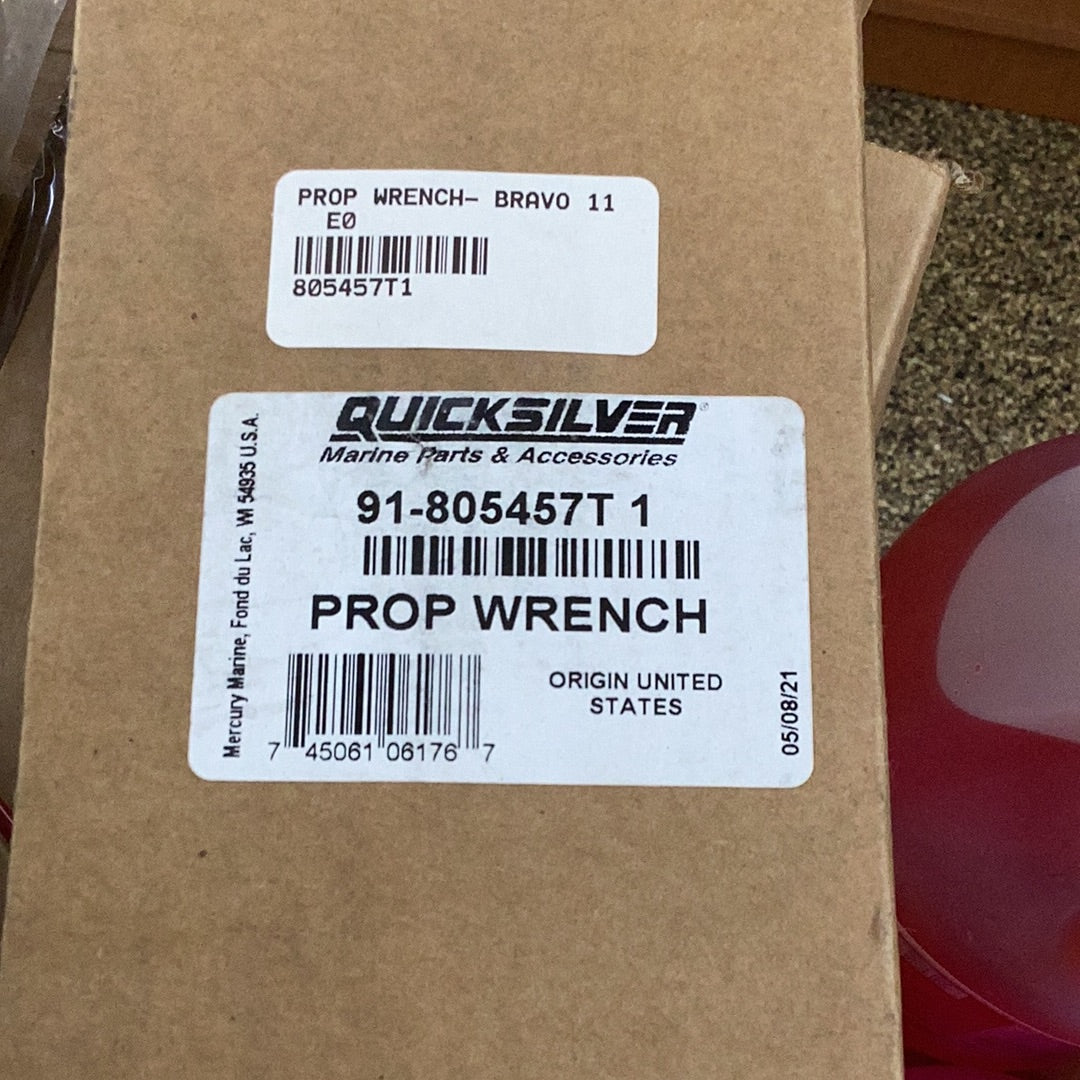 PROP WRENCH- BRAVO 11
E0
805457T1
QUICKSILVER®
Marine Parts & Accessories
91-805457T 1
PROP WRENCH
ORIGIN UNITED
STATES
7 45061 06176 7
Mercury Marine, Fond du Lac, WI 54935 U.S.A.
05/08/21